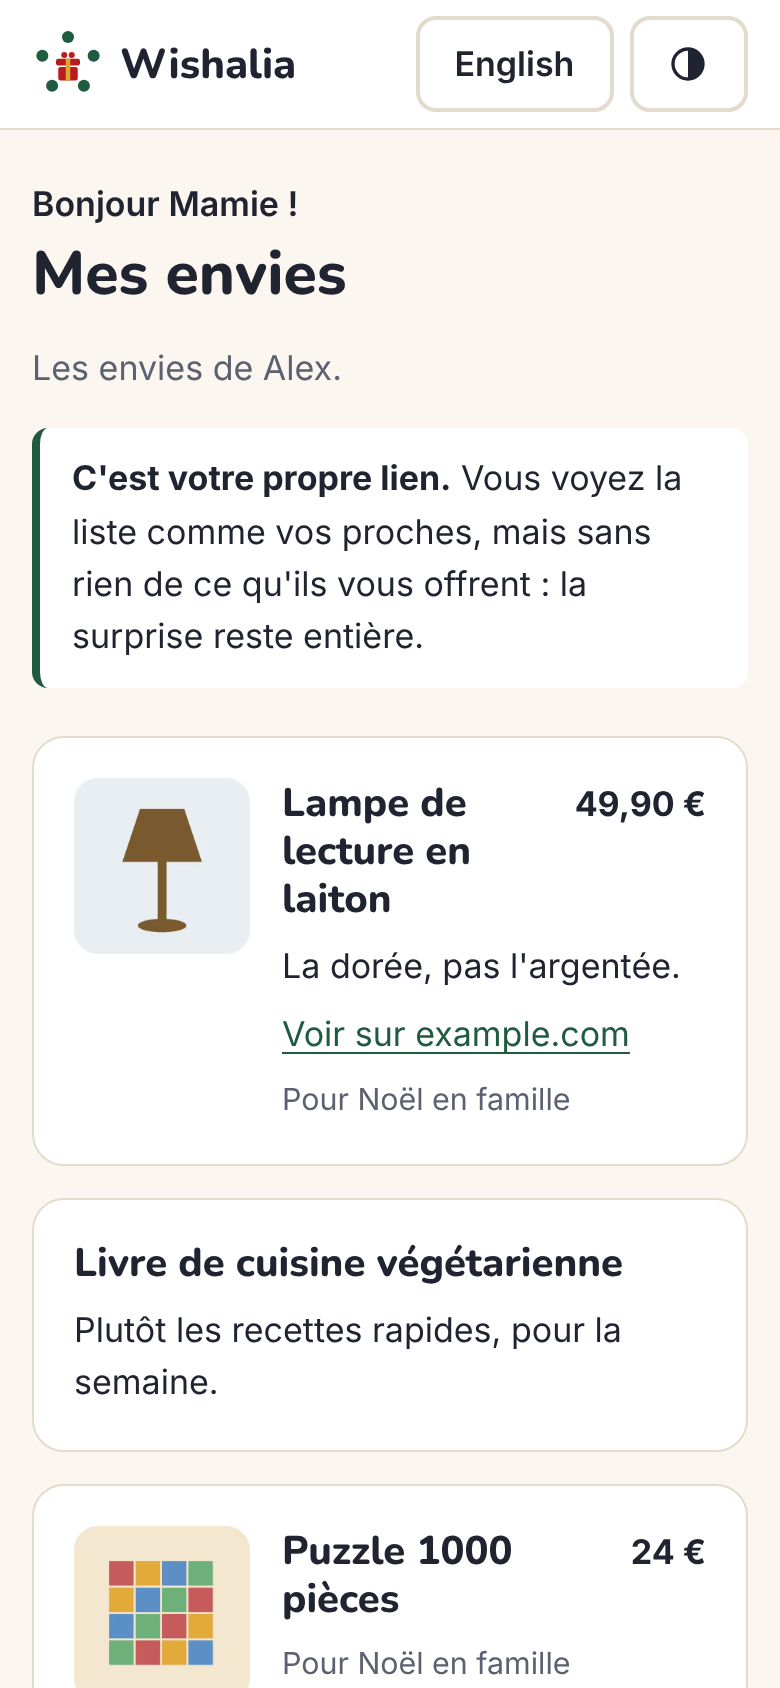 Wishalia
English
Bonjour Mamie !
Mes envies
Les envies de Alex.
C'est votre propre lien. Vous voyez la
liste comme vos proches, mais sans
rien de ce qu'ils vous offrent : la
surprise reste entière.
Lampe de
lecture en
laiton
49,90 €
La dorée, pas l'argentée.
Voir sur example.com
Pour Noël en famille
Livre de cuisine végétarienne
Plutôt les recettes rapides, pour la
semaine.
Puzzle 1000
pièces
24 €
Pour Noël en famille